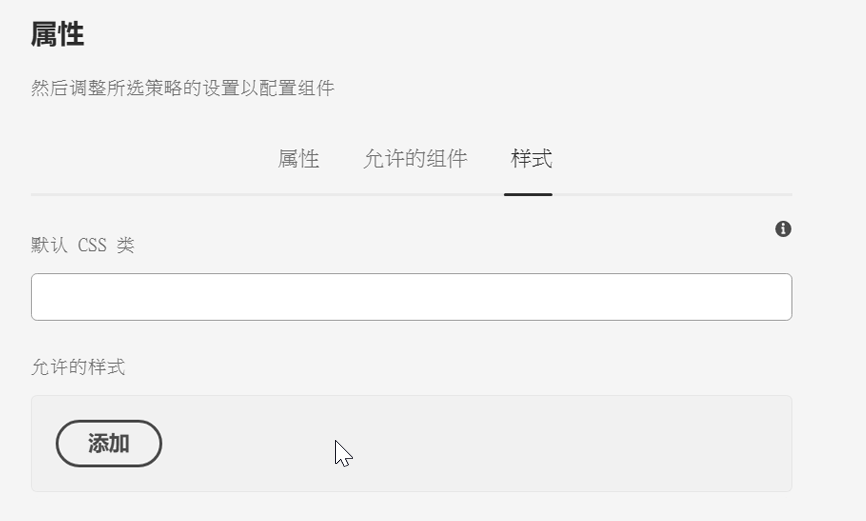 属性
然后调整所选策略的设置以配置组件
属性 允许的组件 样式
默认 CSS 类
允许的样式
添加